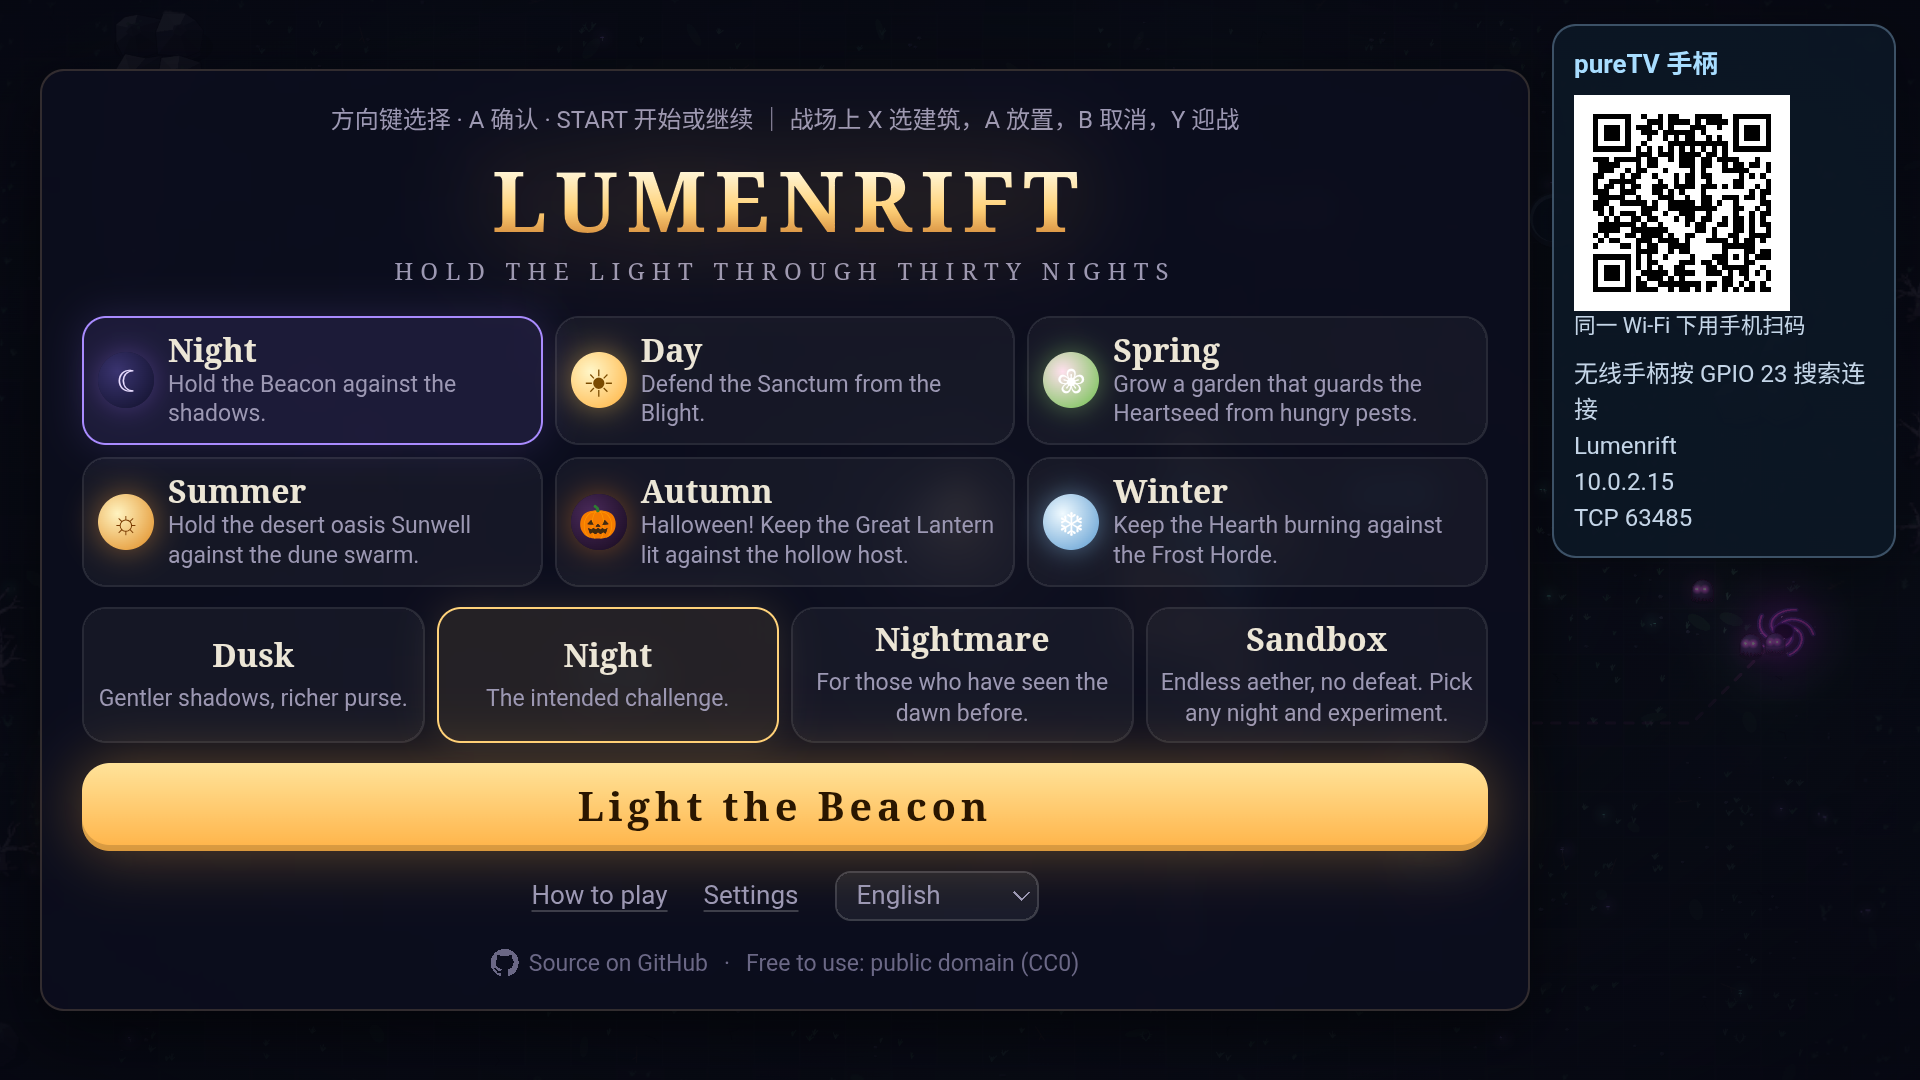 方向键选择 · A 确认 · START 开始或继续 │ 战场上 X 选建筑，A 放置，B 取消，Y 迎战
LUMENRIFT
HOLD THE LIGHT THROUGH THIRTY NIGHTS
Night
Hold the Beacon against the
shadows.
Day
Defend the Sanctum from the
Blight.
Spring
Grow a garden that guards the
Heartseed from hungry pests.
Summer
Hold the desert oasis Sunwell
against the dune swarm.
Autumn
Halloween! Keep the Great Lantern
lit against the hollow host.
Winter
Keep the Hearth burning against
the Frost Horde.
Dusk
Gentler shadows, richer purse.
Night
The intended challenge.
Nightmare
For those who have seen the
dawn before.
Sandbox
Endless aether, no defeat. Pick
any night and experiment.
Light the Beacon
How to play
Settings
English
Source on GitHub · Free to use: public domain (CC0)
pureTV 手柄
同一 Wi-Fi 下用手机扫码
无线手柄按 GPIO 23 搜索连
接
Lumenrift
10.0.2.15
TCP 63485